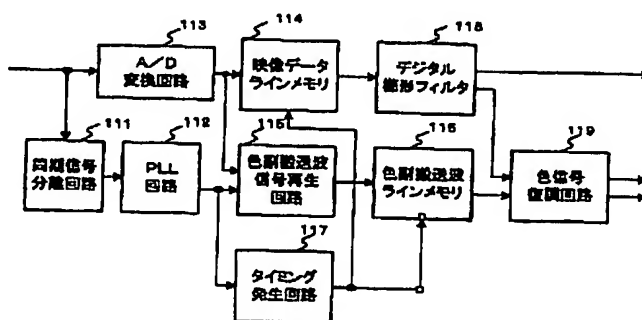 113
A/D
変換回路
114
映像データ
ラインメモリ
118
デジタル
櫛形フィルタ
111
同期信号
分離回路
112
PLL
回路
115
色副搬送波
信号再生
回路
116
色副搬送波
ラインメモリ
119
色信号
復調回路
117
タイミング
発生回路